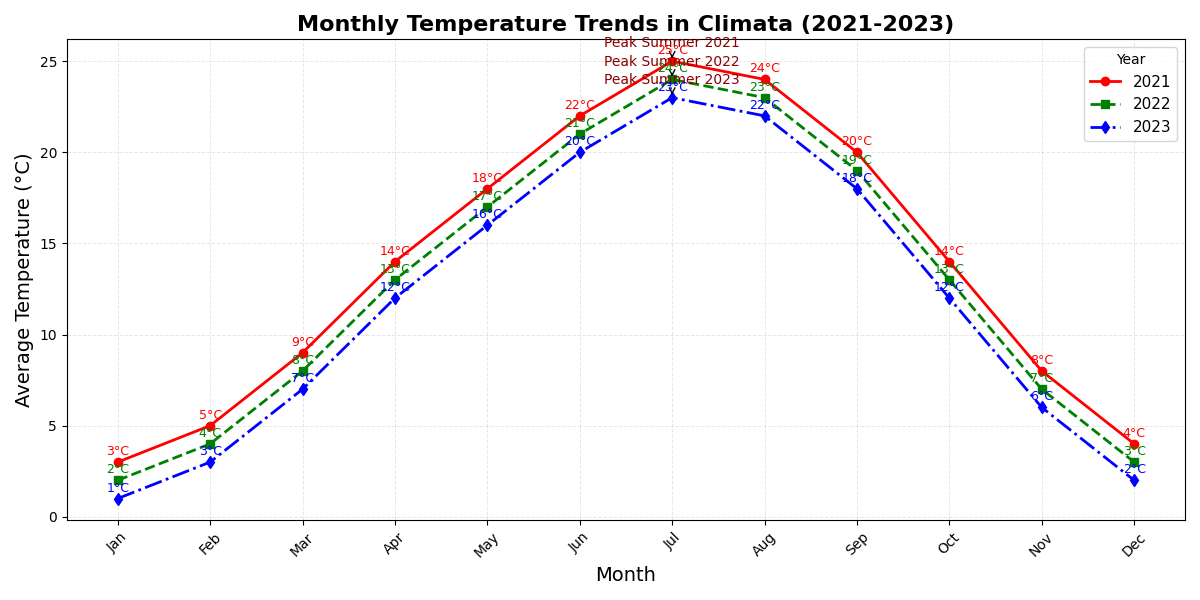 Monthly Temperature Trends in Climata (2021-2023)
Peak Summer 2021
25°C
Peak Summer 2022
24°C
Peak Summer 2023
23°C
Year
2021
2022
2023
24°C
23°C
22°C
22°C
21°C
20°C
20°C
19°C
18°C
18°C
17°C
16°C
14°C
13°C
12°C
14°C
13°C
12°C
9°C
8°C
7°C
8°C
7°C
6°C
5°C
4°C
3°C
4°C
3°C
2°C
3°C
2°C
1°C
25
20
15
10
5
0
Average Temperature (°C)
Jan
Feb
Mar
Apr
May
Jun
Jul
Aug
Sep
Oct
Nov
Dec
Month